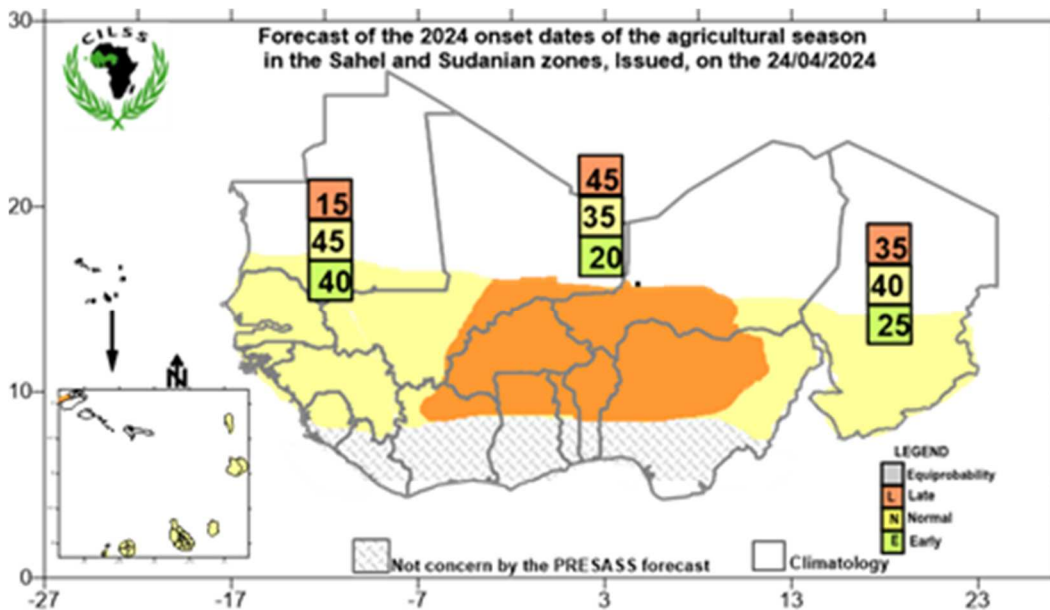 30
CILSS
Forecast of the 2024 onset dates of the agricultural season
in the Sahel and Sudanian zones, Issued, on the 24/04/2024
20
15
45
40
45
35
20
35
40
25
10
N
LEGEND
Equiprobability
L Late
N Normal
E Early
Not concern by the PRESASS forecast
Climatology
0
-27
-17
-7
3
13
23